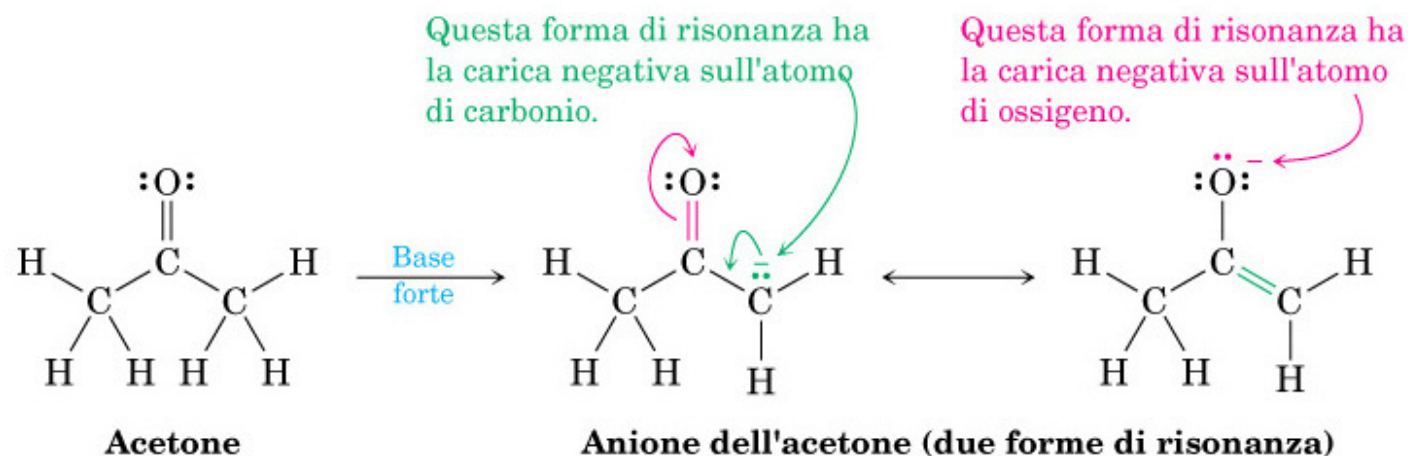 Questa forma di risonanza ha
la carica negativa sull'atomo
di carbonio.
Questa forma di risonanza ha
la carica negativa sull'atomo
di ossigeno.
:O: :O: :O: –
H C H Base H C – H H C H
C C forte C C C C
H H H H H H H H H H
Acetone Anione dell'acetone (due forme di risonanza)